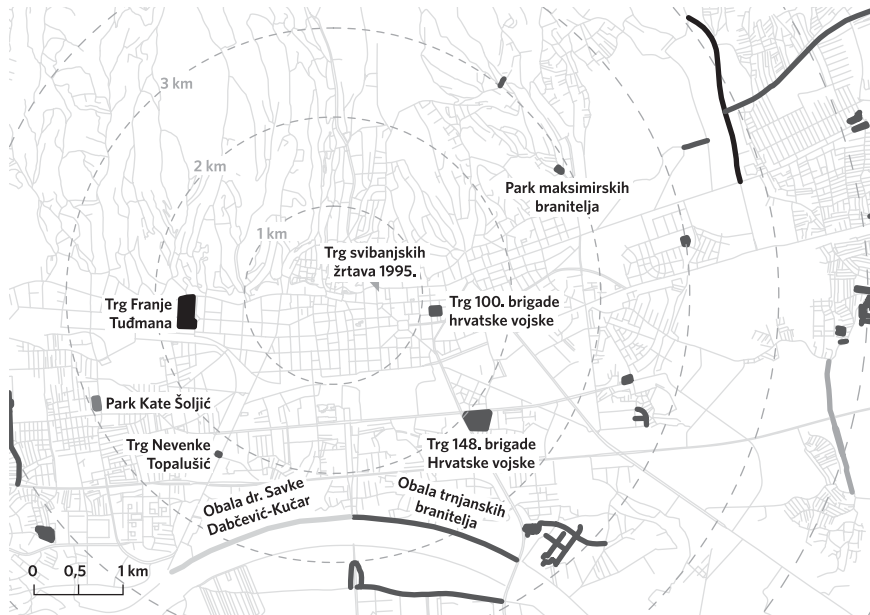 3 km
2 km
1 km
Park maksimirskih
branitelja
Trg svibanjskih
žrtava 1995.
Trg Franje
Tuđmana
Trg 100. brigade
hrvatske vojske
Park Kate Šoljić
Trg Nevenke
Topalušić
Trg 148. brigade
Hrvatske vojske
Obala dr. Savke
Dabčević-Kučar
Obala trnjanskih
branitelja
0 0,5 1 km